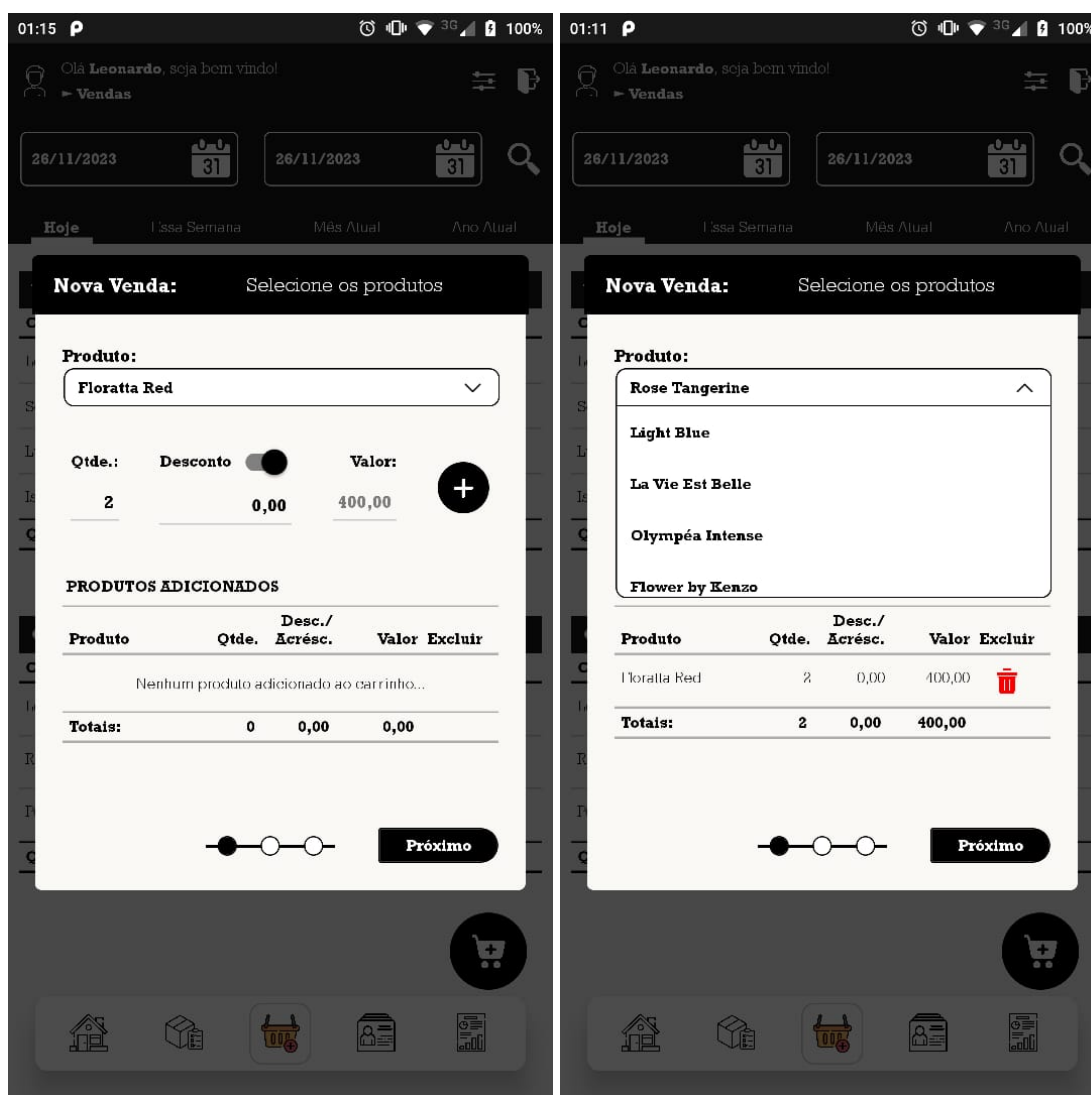 01:15 3G 100%
Olá Leonardo, seja bem vindo!
► Vendas
26/11/2023 31 26/11/2023 31
Hoje Essa Semana Mês Atual Ano Atual
Nova Venda: Selecione os produtos
Produto:
Floratta Red
Qtde.: Desconto Valor:
2 0,00 400,00
PRODUTOS ADICIONADOS
Produto Qtde. Desc./ Acrésc. Valor Excluir
Nenhum produto adicionado ao carrinho...
Totais: 0 0,00 0,00
Próximo
01:11 3G 100%
Olá Leonardo, seja bem vindo!
► Vendas
26/11/2023 31 26/11/2023 31
Hoje Essa Semana Mês Atual Ano Atual
Nova Venda: Selecione os produtos
Produto:
Rose Tangerine
Light Blue
La Vie Est Belle
Olympéa Intense
Flower by Kenzo
Produto Qtde. Desc./ Acrésc. Valor Excluir
Floratta Red 2 0,00 400,00
Totais: 2 0,00 400,00
Próximo